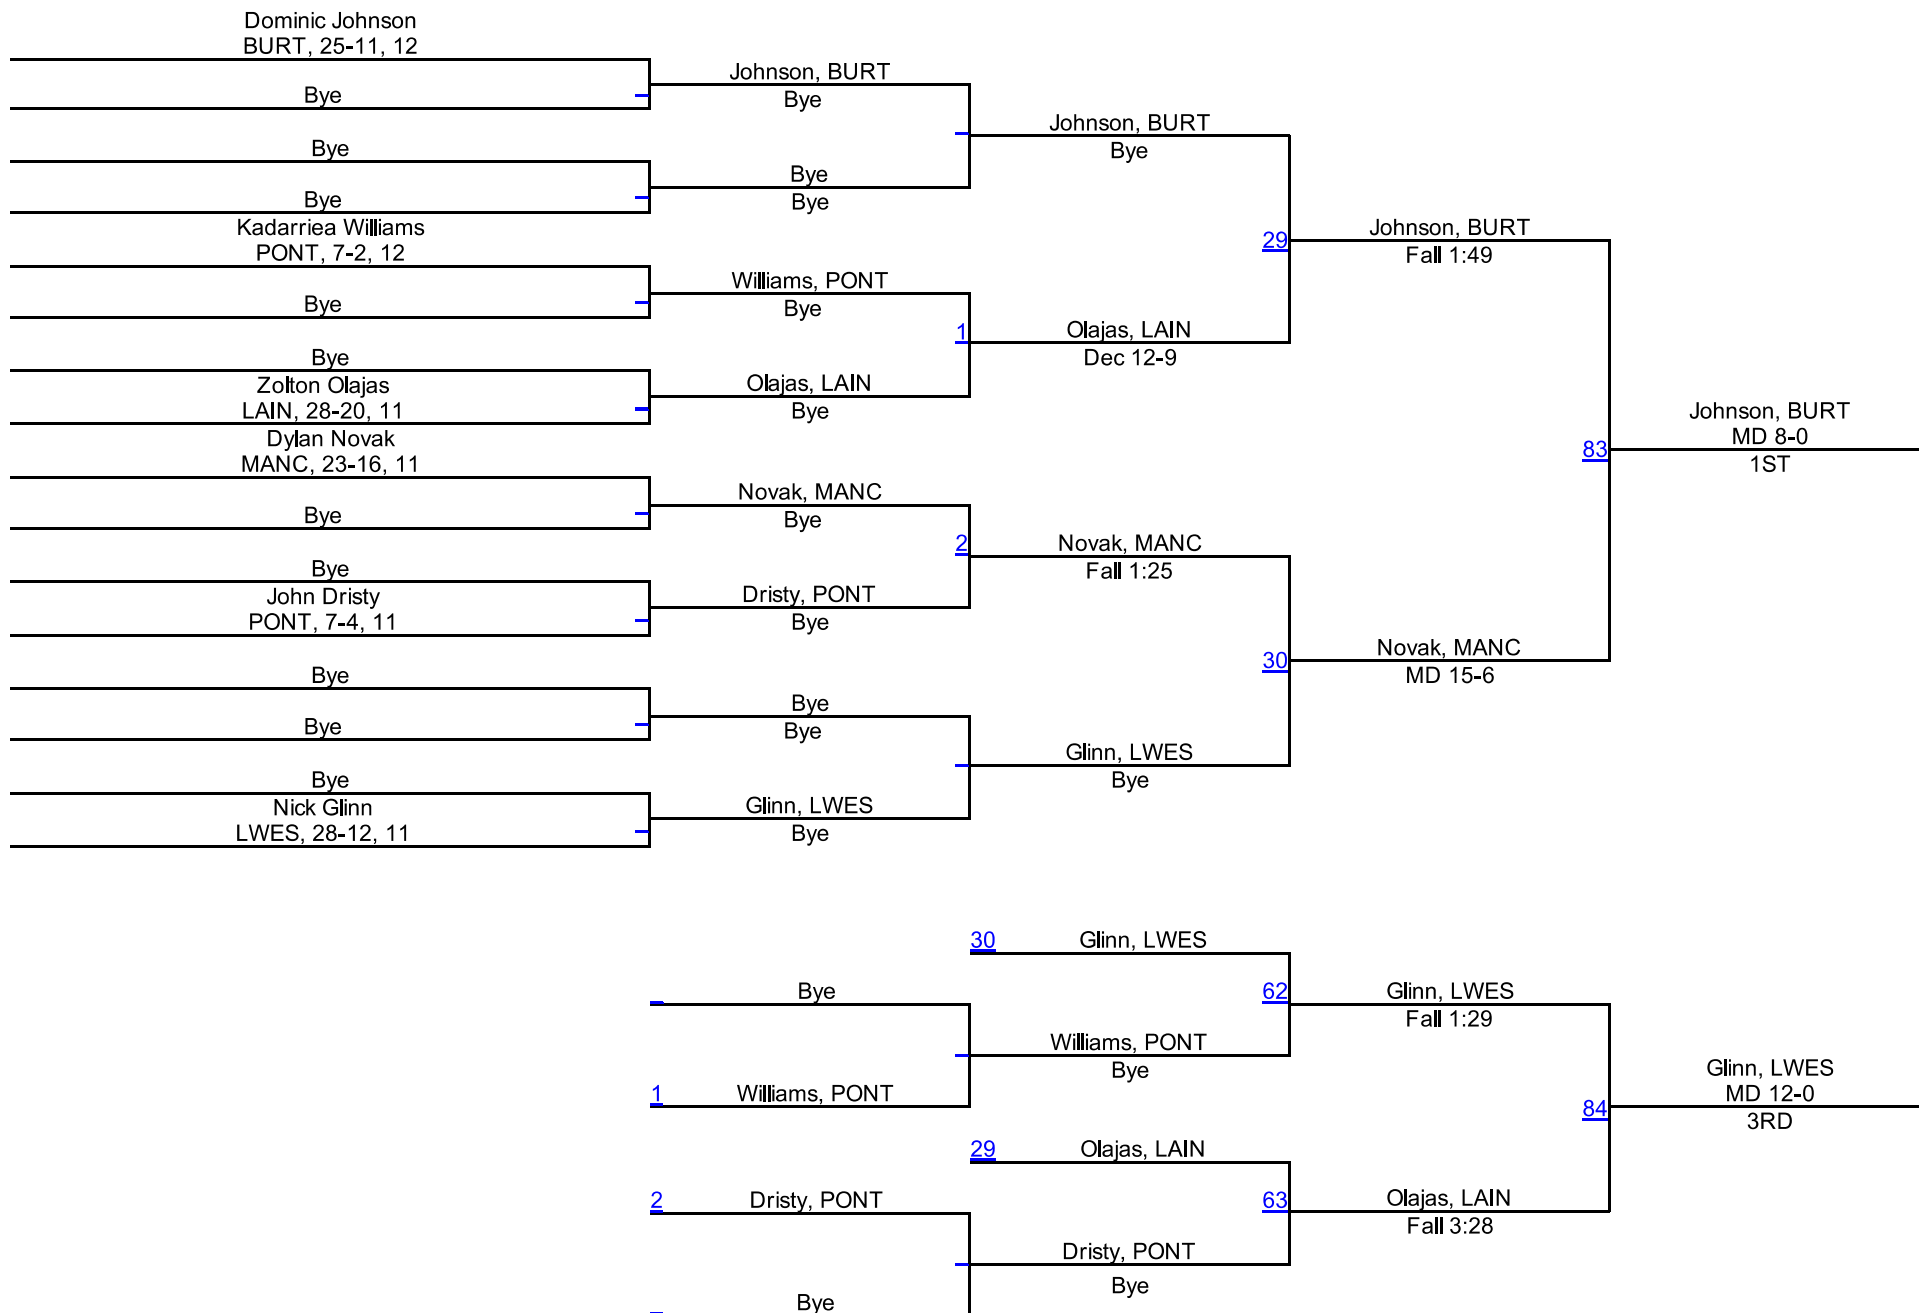 Dominic Johnson
BURT, 25-11, 12
Bye
Bye
Bye
Kadarriea Williams
PONT, 7-2, 12
Bye
Bye
Zolton Olajas
LAIN, 28-20, 11
Dylan Novak
MANC, 23-16, 11
Bye
Bye
John Dristy
PONT, 7-4, 11
Bye
Bye
Bye
Nick Glinn
LWES, 28-12, 11
Johnson, BURT
Bye
Bye
Bye
Williams, PONT
Bye
Olajas, LAIN
Bye
Novak, MANC
Bye
Dristy, PONT
Bye
Bye
Bye
Glinn, LWES
Bye
Johnson, BURT
Bye
1
Olajas, LAIN
Dec 12-9
2
Novak, MANC
Fall 1:25
Glinn, LWES
Bye
29
Johnson, BURT
Fall 1:49
30
Novak, MANC
MD 15-6
83
Johnson, BURT
MD 8-0
1ST
Bye
1
Williams, PONT
2
Dristy, PONT
Bye
30
Glinn, LWES
Williams, PONT
Bye
29
Olajas, LAIN
Dristy, PONT
Bye
62
Glinn, LWES
Fall 1:29
63
Olajas, LAIN
Fall 3:28
84
Glinn, LWES
MD 12-0
3RD